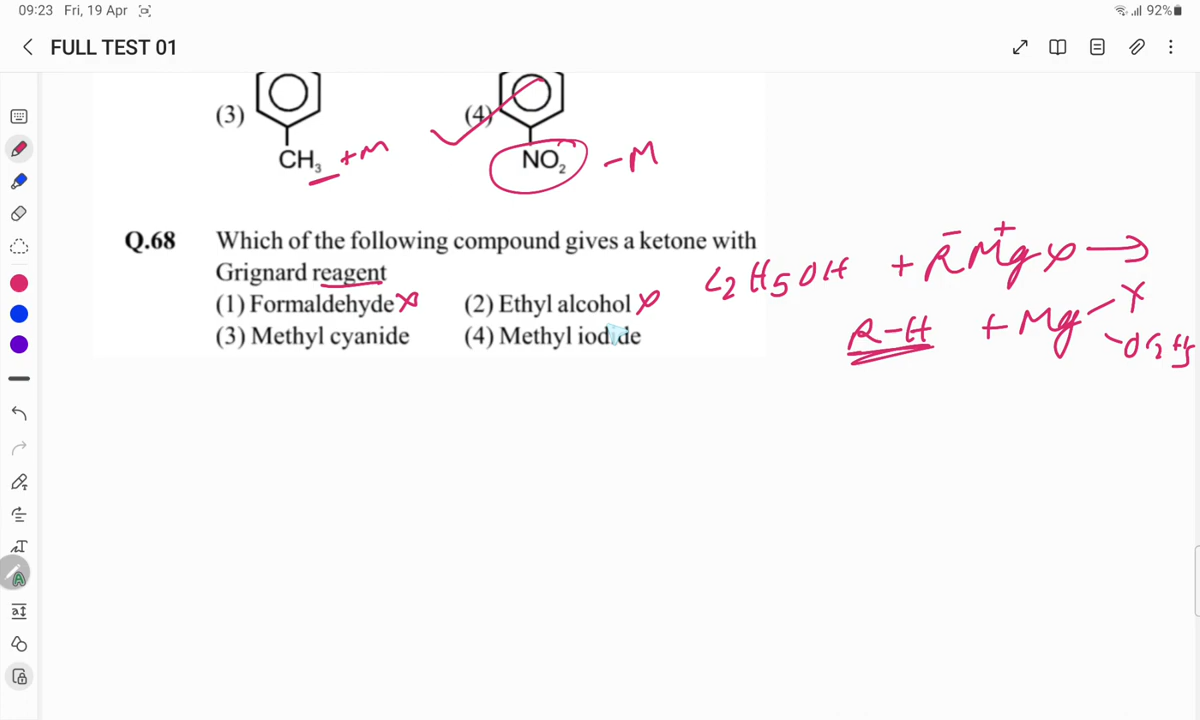 09:23 Fri, 19 Apr 92%
FULL TEST 01
(3) (4)
CH₃ +M NO₂ -M
Q.68 Which of the following compound gives a ketone with
Grignard reagent
(1) Formaldehyde x (2) Ethyl alcohol x
(3) Methyl cyanide (4) Methyl iodide
C₂H₅OH + R⁻Mg⁺X →
R-H + Mg-X
-OC₂H₅